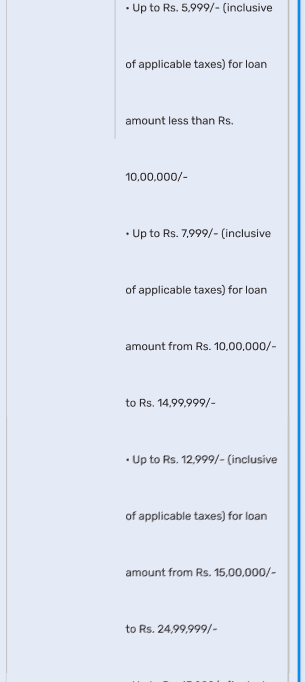 • Up to Rs. 5,999/- (inclusive
of applicable taxes) for loan
amount less than Rs.
10,00,000/-
• Up to Rs. 7,999/- (inclusive
of applicable taxes) for loan
amount from Rs. 10,00,000/-
to Rs. 14,99,999/-
• Up to Rs. 12,999/- (inclusive
of applicable taxes) for loan
amount from Rs. 15,00,000/-
to Rs. 24,99,999/-